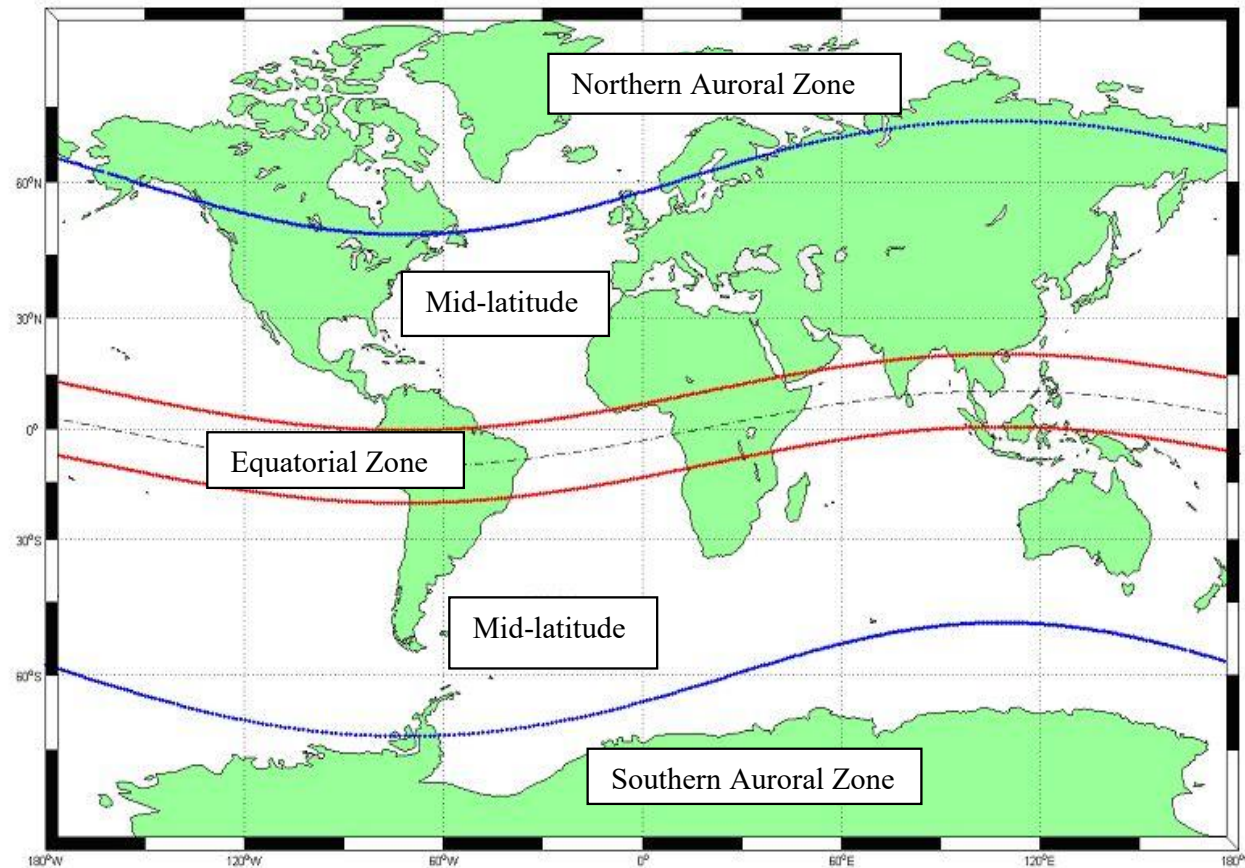 Northern Auroral Zone
60°N
Mid-latitude
30°N
0°
Equatorial Zone
30°S
Mid-latitude
60°S
Southern Auroral Zone
180°W 120°W 60°W 0° 60°E 120°E 180°